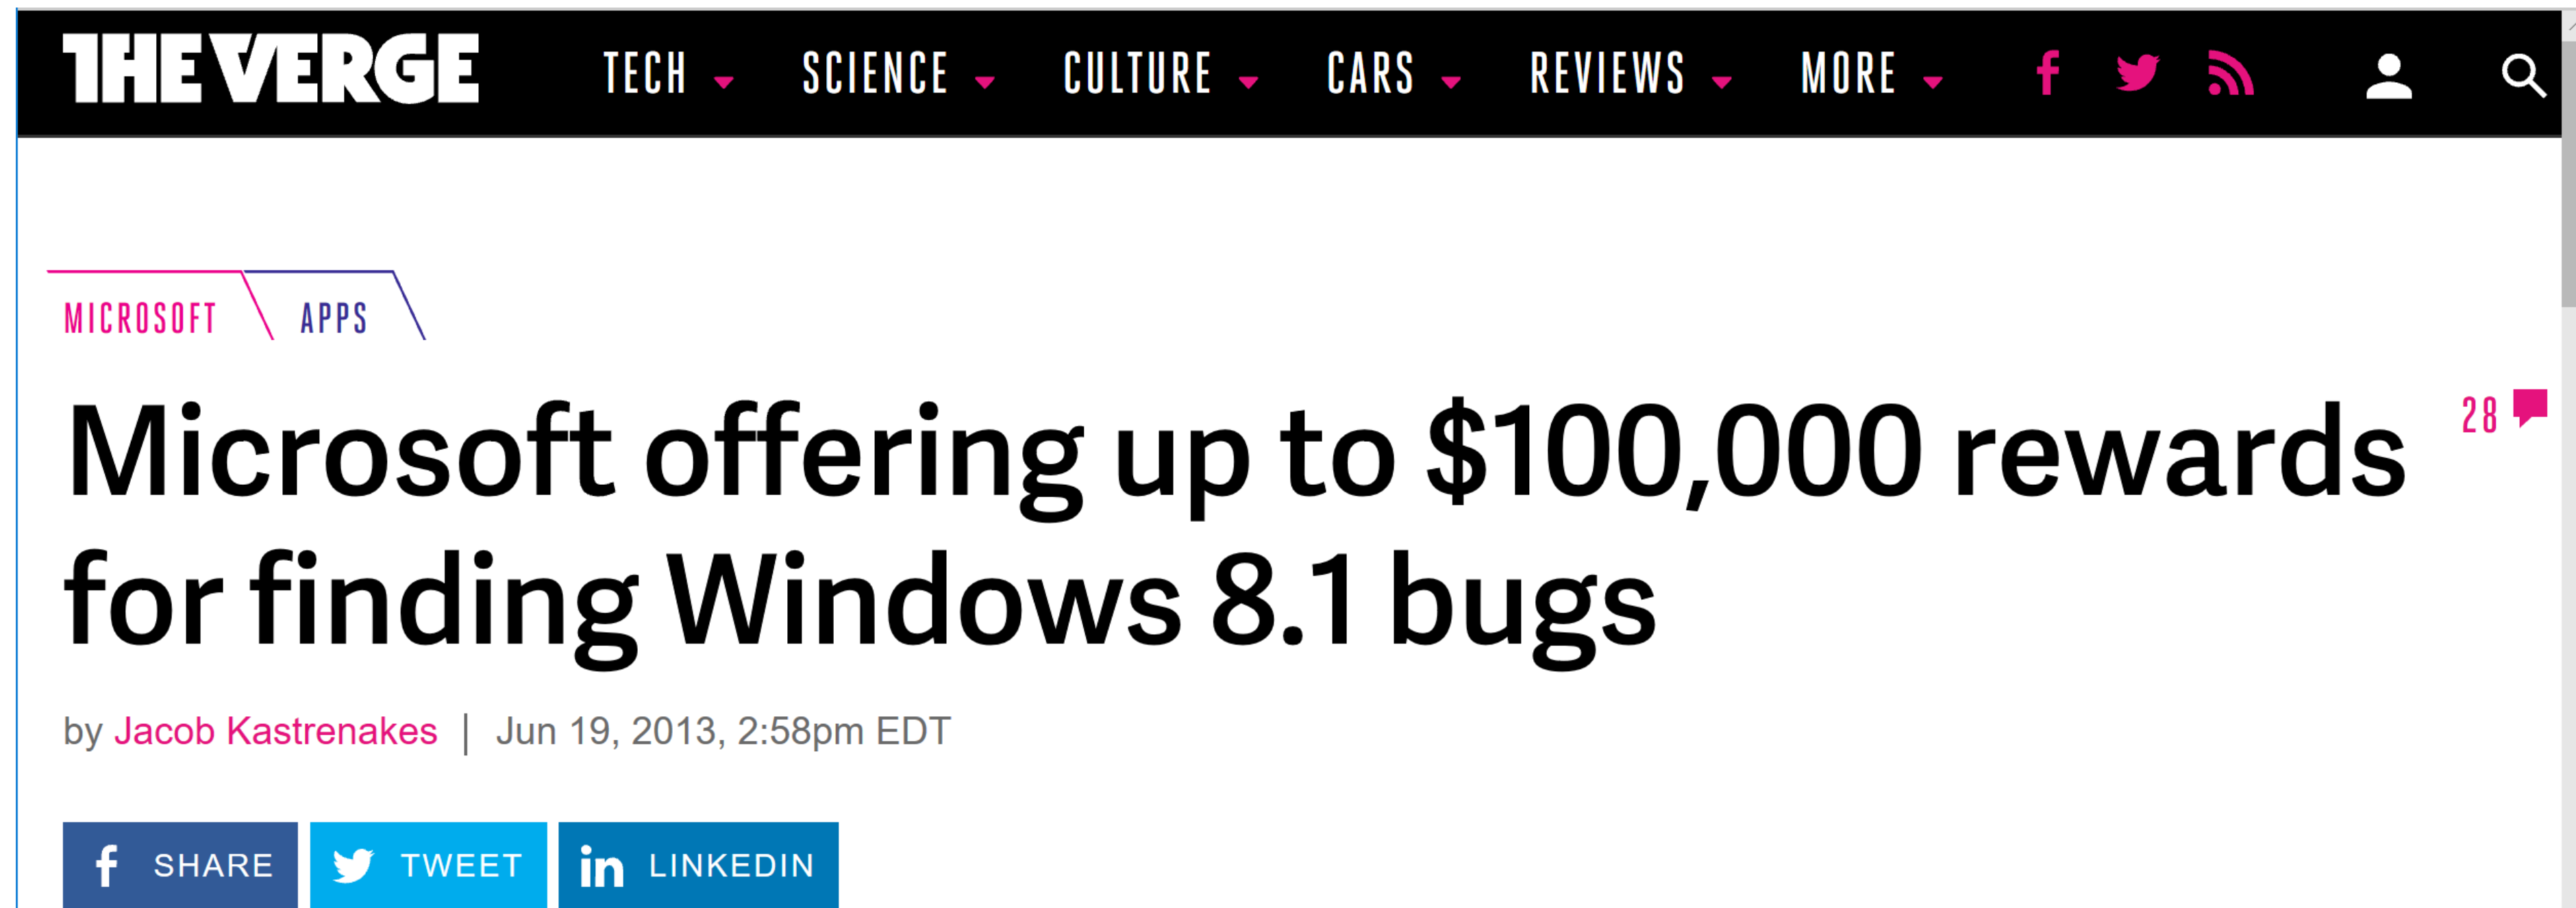 THE VERGE TECH SCIENCE CULTURE CARS REVIEWS MORE
MICROSOFT APPS
Microsoft offering up to $100,000 rewards 28
for finding Windows 8.1 bugs
by Jacob Kastrenakes | Jun 19, 2013, 2:58pm EDT
SHARE TWEET LINKEDIN